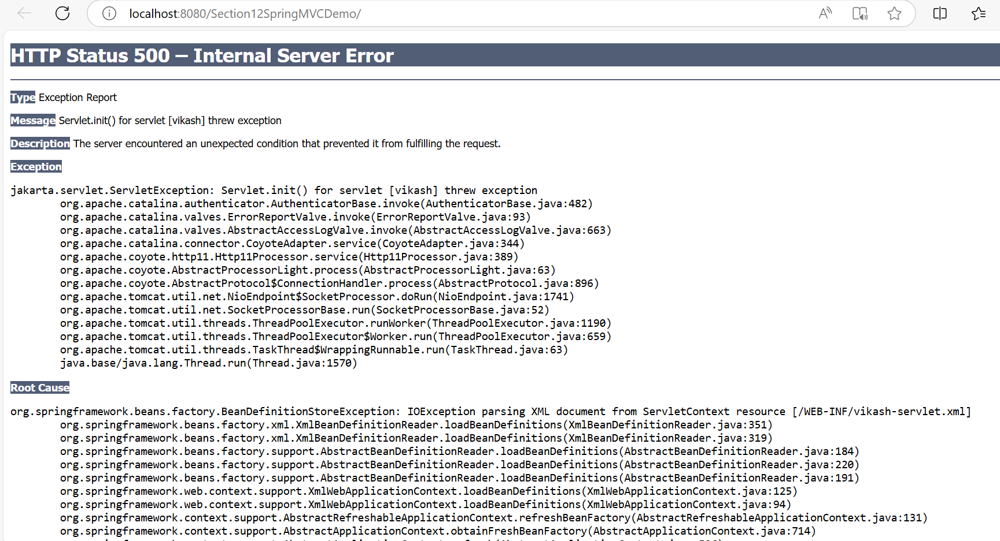 localhost:8080/Section12SpringMVCDemo/
HTTP Status 500 – Internal Server Error
Type Exception Report
Message Servlet.init() for servlet [vikash] threw exception
Description The server encountered an unexpected condition that prevented it from fulfilling the request.
Exception
jakarta.servlet.ServletException: Servlet.init() for servlet [vikash] threw exception
org.apache.catalina.authenticator.AuthenticatorBase.invoke(AuthenticatorBase.java:482)
org.apache.catalina.valves.ErrorReportValve.invoke(ErrorReportValve.java:93)
org.apache.catalina.valves.AbstractAccessLogValve.invoke(AbstractAccessLogValve.java:663)
org.apache.catalina.connector.CoyoteAdapter.service(CoyoteAdapter.java:344)
org.apache.coyote.http11.Http11Processor.service(Http11Processor.java:389)
org.apache.coyote.AbstractProcessorLight.process(AbstractProcessorLight.java:63)
org.apache.coyote.AbstractProtocol$ConnectionHandler.process(AbstractProtocol.java:896)
org.apache.tomcat.util.net.NioEndpoint$SocketProcessor.doRun(NioEndpoint.java:1741)
org.apache.tomcat.util.net.SocketProcessorBase.run(SocketProcessorBase.java:52)
org.apache.tomcat.util.threads.ThreadPoolExecutor.runWorker(ThreadPoolExecutor.java:1190)
org.apache.tomcat.util.threads.ThreadPoolExecutor$Worker.run(ThreadPoolExecutor.java:659)
org.apache.tomcat.util.threads.TaskThread$WrappingRunnable.run(TaskThread.java:63)
java.base/java.lang.Thread.run(Thread.java:1570)
Root Cause
org.springframework.beans.factory.BeanDefinitionStoreException: IOException parsing XML document from ServletContext resource [/WEB-INF/vikash-servlet.xml]
org.springframework.beans.factory.xml.XmlBeanDefinitionReader.loadBeanDefinitions(XmlBeanDefinitionReader.java:351)
org.springframework.beans.factory.xml.XmlBeanDefinitionReader.loadBeanDefinitions(XmlBeanDefinitionReader.java:319)
org.springframework.beans.factory.support.AbstractBeanDefinitionReader.loadBeanDefinitions(AbstractBeanDefinitionReader.java:184)
org.springframework.beans.factory.support.AbstractBeanDefinitionReader.loadBeanDefinitions(AbstractBeanDefinitionReader.java:220)
org.springframework.beans.factory.support.AbstractBeanDefinitionReader.loadBeanDefinitions(AbstractBeanDefinitionReader.java:191)
org.springframework.web.context.support.XmlWebApplicationContext.loadBeanDefinitions(XmlWebApplicationContext.java:125)
org.springframework.web.context.support.XmlWebApplicationContext.loadBeanDefinitions(XmlWebApplicationContext.java:94)
org.springframework.context.support.AbstractRefreshableApplicationContext.refreshBeanFactory(AbstractRefreshableApplicationContext.java:131)
org.springframework.context.support.AbstractApplicationContext.obtainFreshBeanFactory(AbstractApplicationContext.java:714)